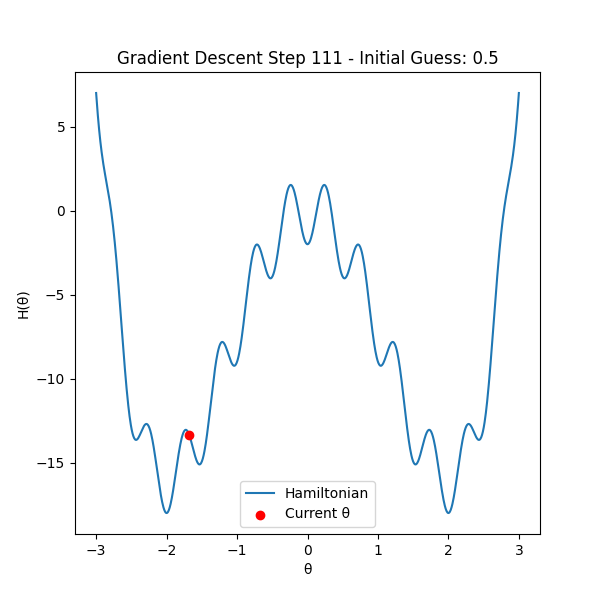 Gradient Descent Step 111 - Initial Guess: 0.5
H(θ)
5
0
−5
−10
−15
−3
−2
−1
0
1
2
3
θ
Hamiltonian
Current θ